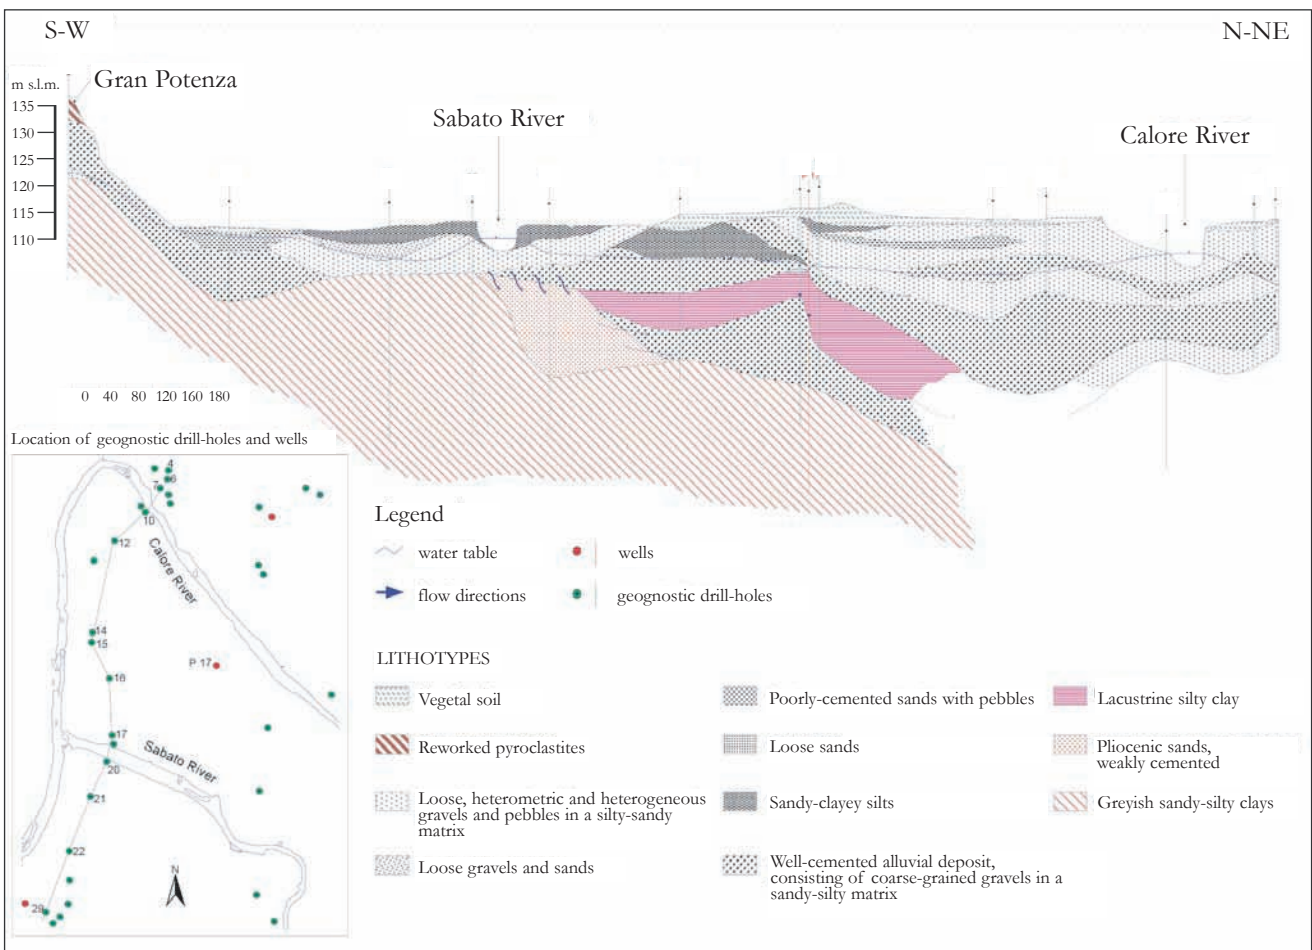 S-W
N-NE
m s.l.m.
Gran Potenza
Sabato River
Calore River
135
130
125
120
115
110
0 40 80 120 160 180
Location of geognostic drill-holes and wells
4
6
7
10
12
Calore River
14
15
16
P 17
17
Sabato River
20
21
22
29
N
Legend
water table
wells
flow directions
geognostic drill-holes
LITHOTYPES
Vegetal soil
Reworked pyroclastites
Loose, heterometric and heterogeneous
gravels and pebbles in a silty-sandy
matrix
Loose gravels and sands
Poorly-cemented sands with pebbles
Loose sands
Sandy-clayey silts
Well-cemented alluvial deposit,
consisting of coarse-grained gravels in a
sandy-silty matrix
Lacustrine silty clay
Pliocenic sands,
weakly cemented
Greyish sandy-silty clays